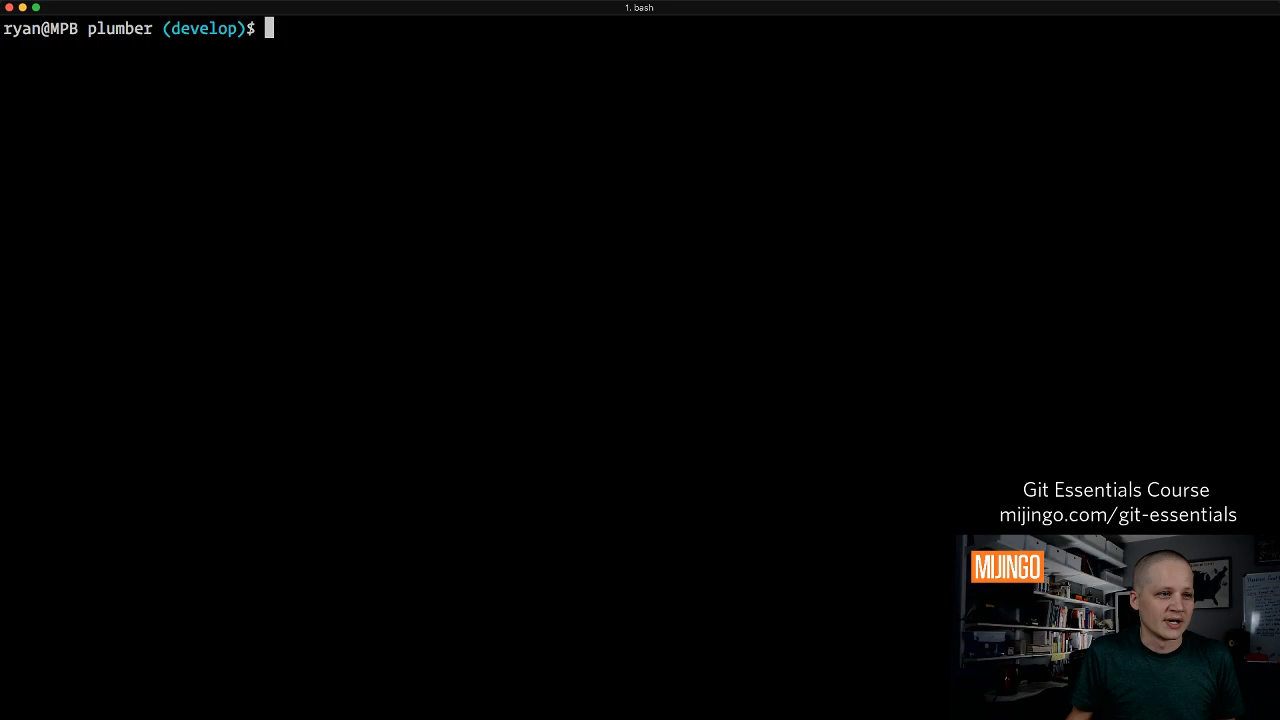 1. bash
ryan@MPB plumber (develop)$
Git Essentials Course
mijingo.com/git-essentials
MIJINGO